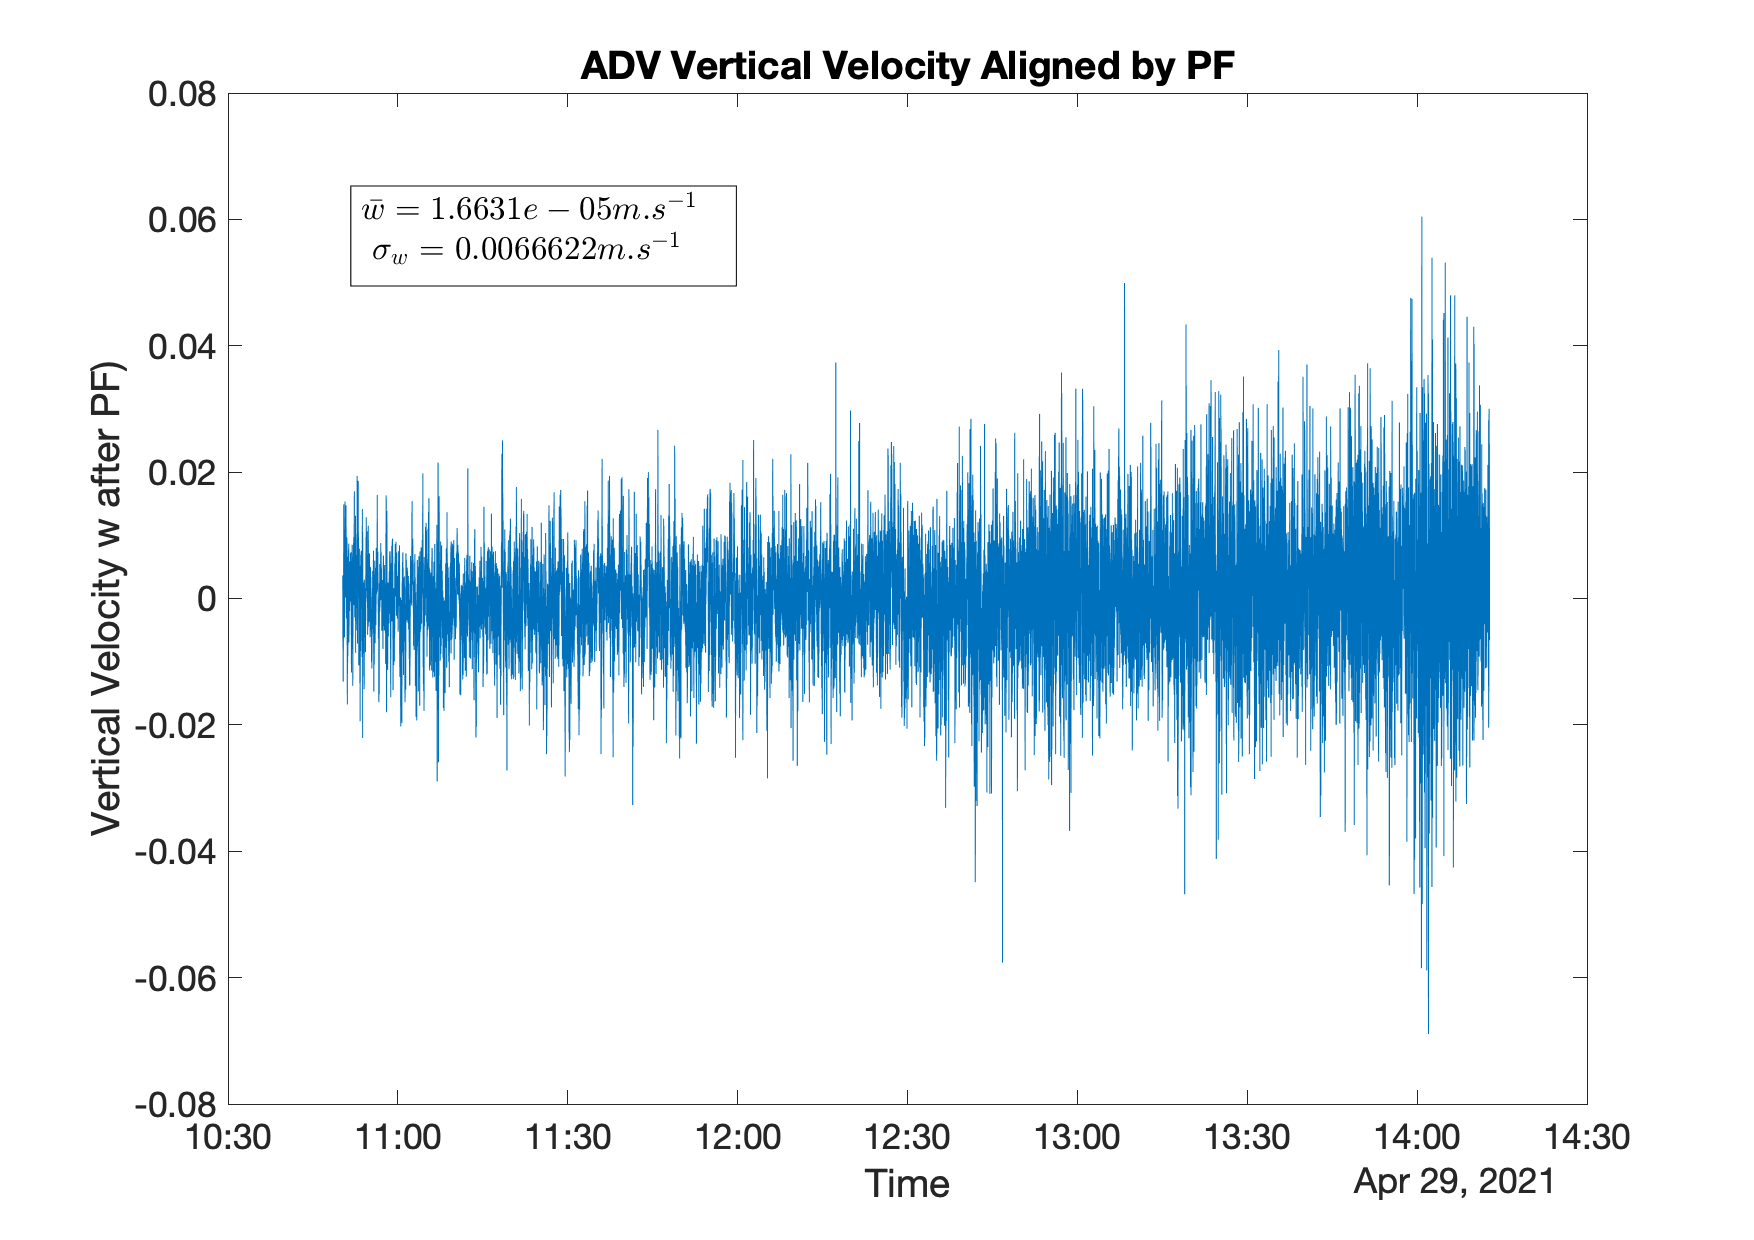 ADV Vertical Velocity Aligned by PF
0.08
0.06
0.04
0.02
0
-0.02
-0.04
-0.06
-0.08
Vertical Velocity w after PF)
w̄ = 1.6631e − 05m.s⁻¹
σ_w = 0.0066622m.s⁻¹
10:30 11:00 11:30 12:00 12:30 13:00 13:30 14:00 14:30
Time
Apr 29, 2021